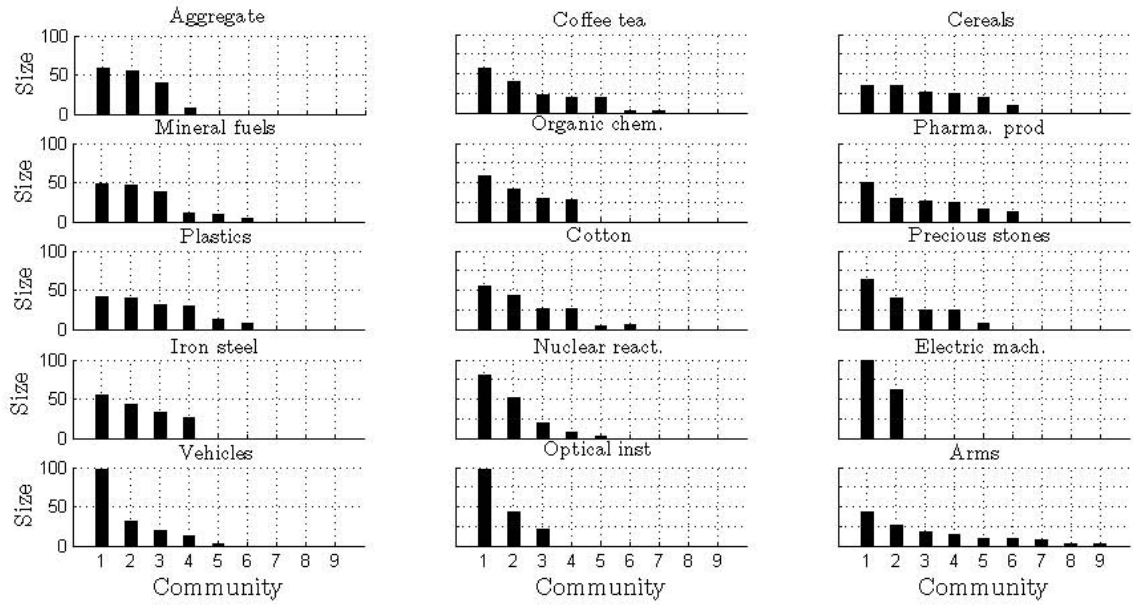 Aggregate
Coffee tea
Cereals
100
50
0
Size
Mineral fuels
Organic chem.
Pharma. prod
100
50
0
Size
Plastics
Cotton
Precious stones
100
50
0
Size
Iron steel
Nuclear react.
Electric mach.
100
50
0
Size
Vehicles
Optical inst
Arms
100
50
0
Size
1 2 3 4 5 6 7 8 9
1 2 3 4 5 6 7 8 9
1 2 3 4 5 6 7 8 9
Community
Community
Community